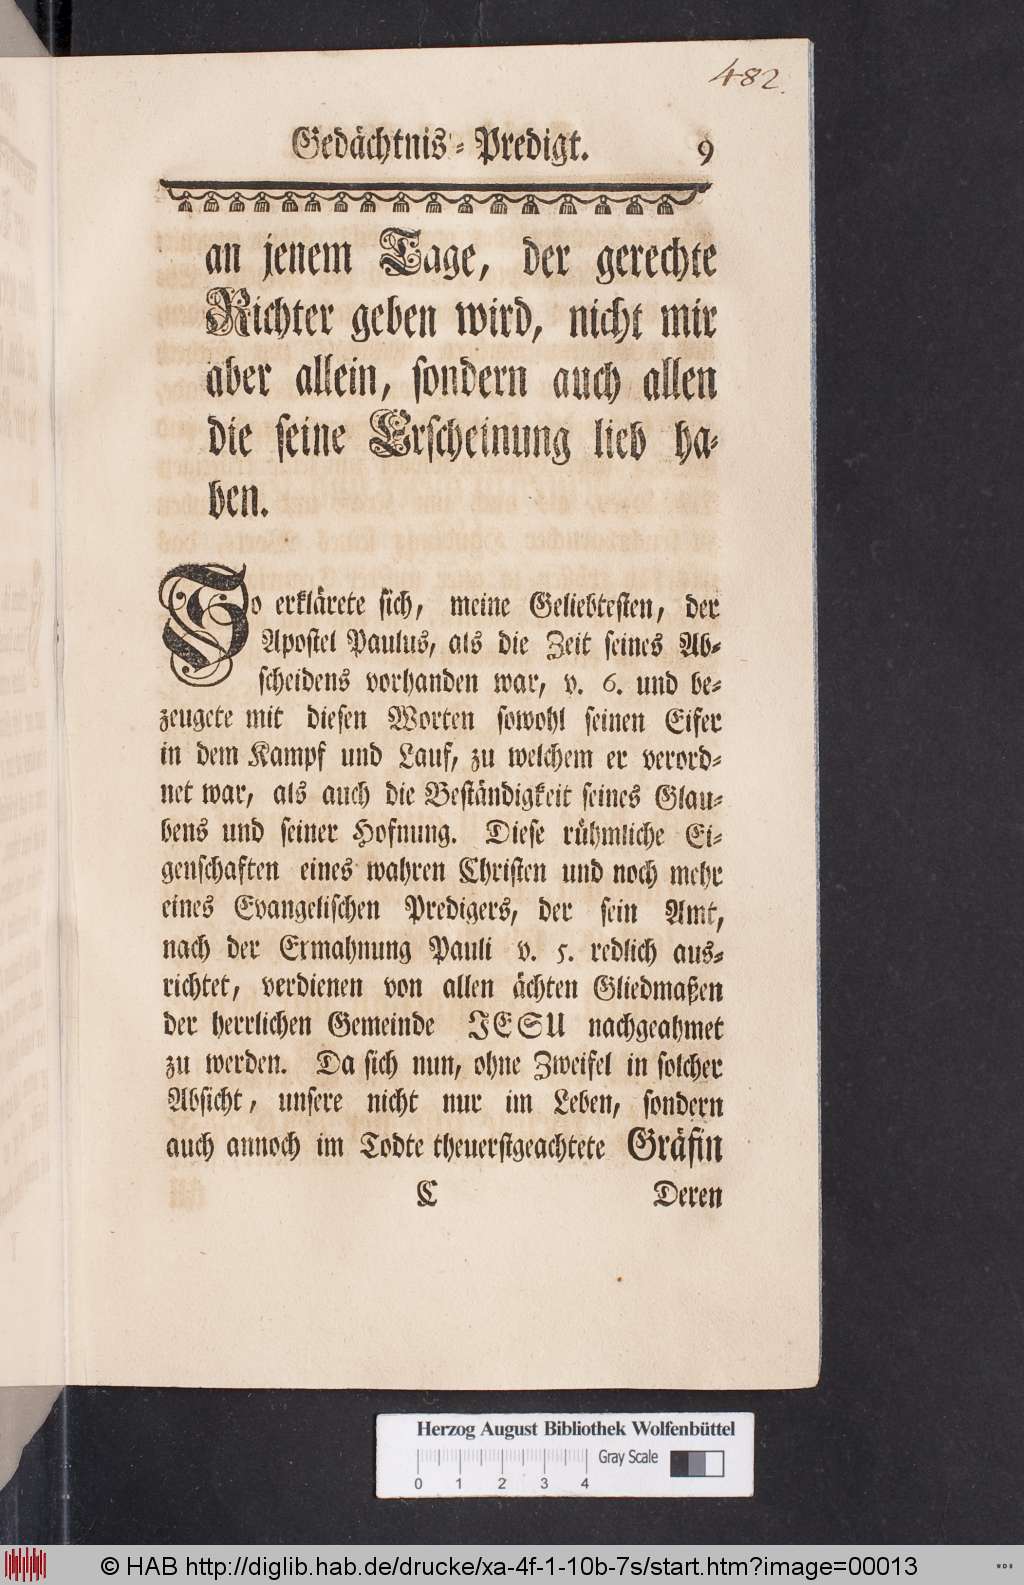 482.
Gedächtnis-Predigt. 9
an jenem Tage, der gerechte
Richter geben wird, nicht mir
aber allein, sondern auch allen
die seine Erscheinung lieb ha-
ben.
So erklärete sich, meine Geliebtesten, der
Apostel Paulus, als die Zeit seines Ab-
scheidens vorhanden war, v. 6. und be-
zeugete mit diesen Worten sowohl seinen Eifer
in dem Kampf und Lauf, zu welchem er verord-
net war, als auch die Beständigkeit seines Glau-
bens und seiner Hofnung. Diese rühmliche Ei-
genschaften eines wahren Christen und noch mehr
eines Evangelischen Predigers, der sein Amt,
nach der Ermahnung Pauli v. 5. redlich aus-
richtet, verdienen von allen ächten Gliedmaßen
der herrlichen Gemeinde JESU nachgeahmet
zu werden. Da sich nun, ohne Zweifel in solcher
Absicht, unsere nicht nur im Leben, sondern
auch annoch im Todte theuerstgeachtete Gräfin
C Deren
Herzog August Bibliothek Wolfenbüttel
Gray Scale
0 1 2 3 4
© HAB http://diglib.hab.de/drucke/xa-4f-1-10b-7s/start.htm?image=00013